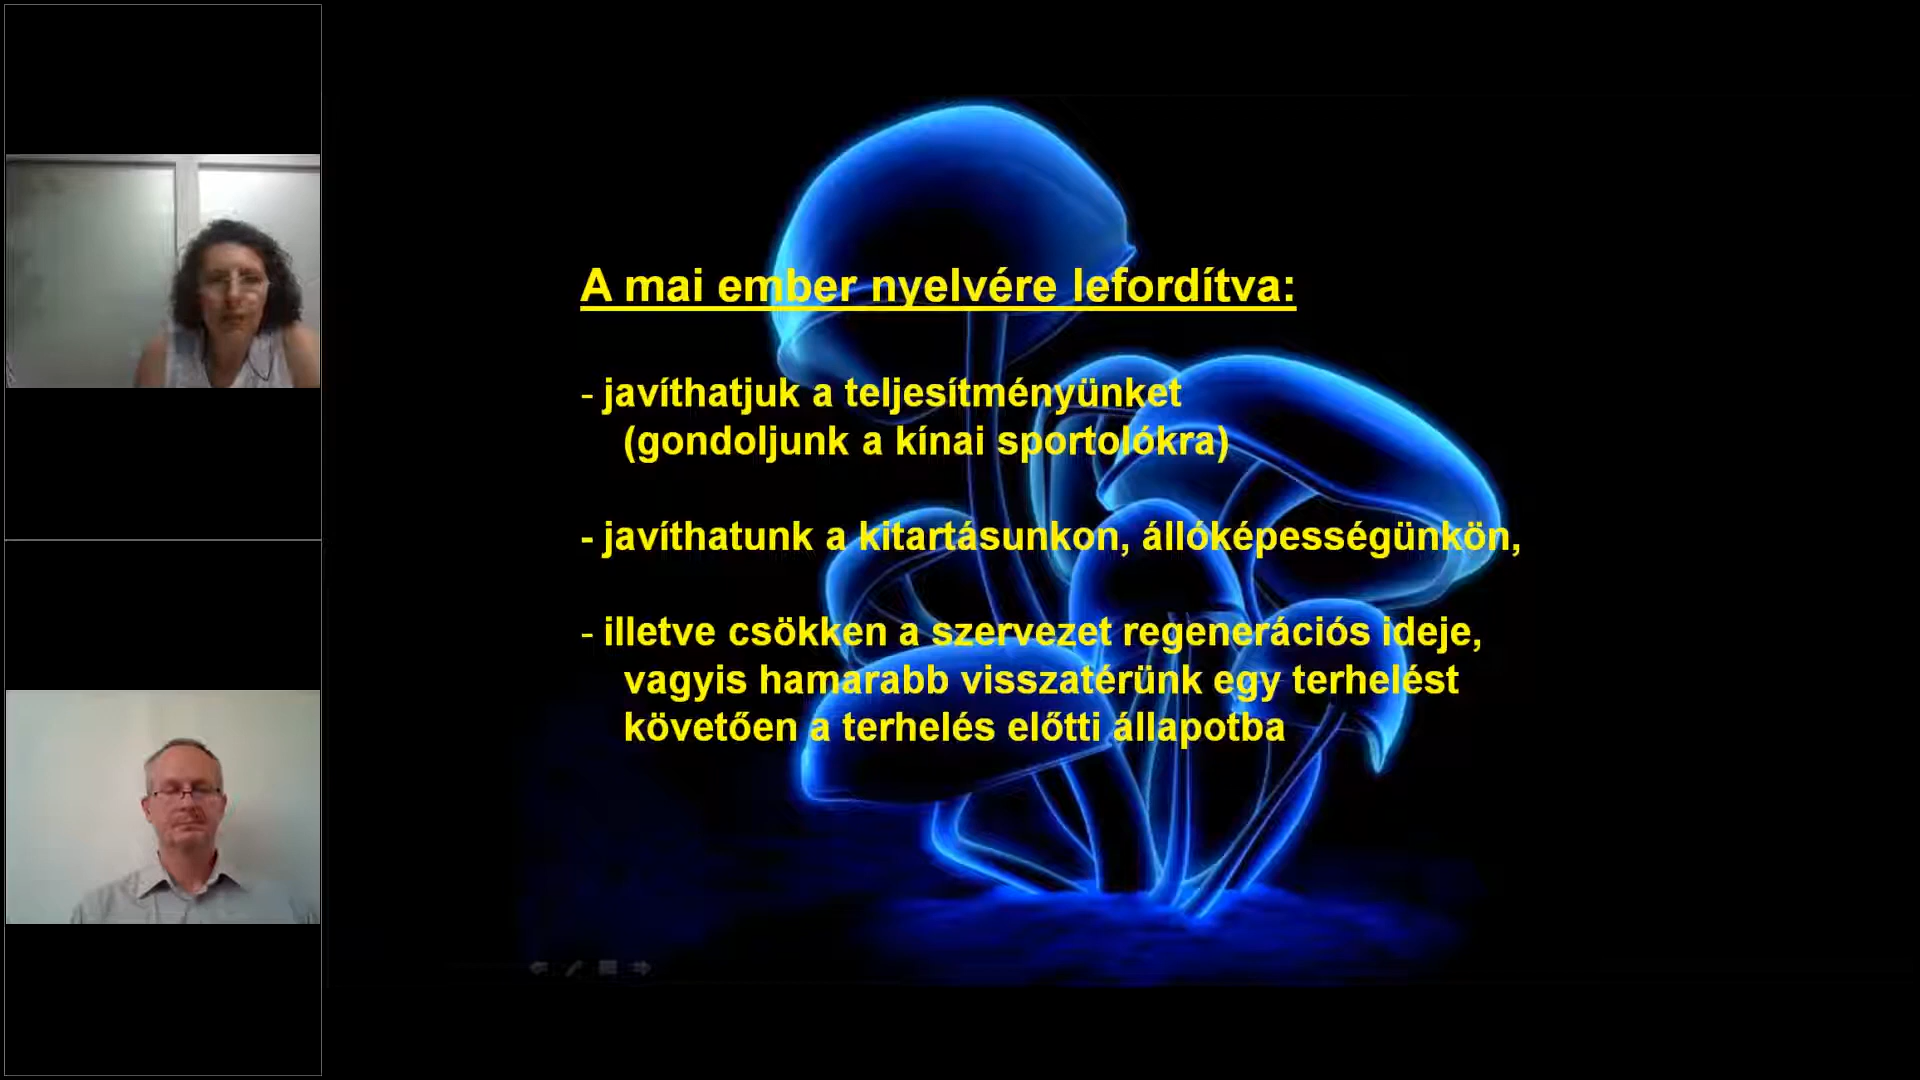 A mai ember nyelvére lefordítva:
- javíthatjuk a teljesítményünket
(gondoljunk a kínai sportolókra)
- javíthatunk a kitartásunkon, állóképességünkön,
- illetve csökken a szervezet regenerációs ideje,
vagyis hamarabb visszatérünk egy terhelést
követően a terhelés előtti állapotba